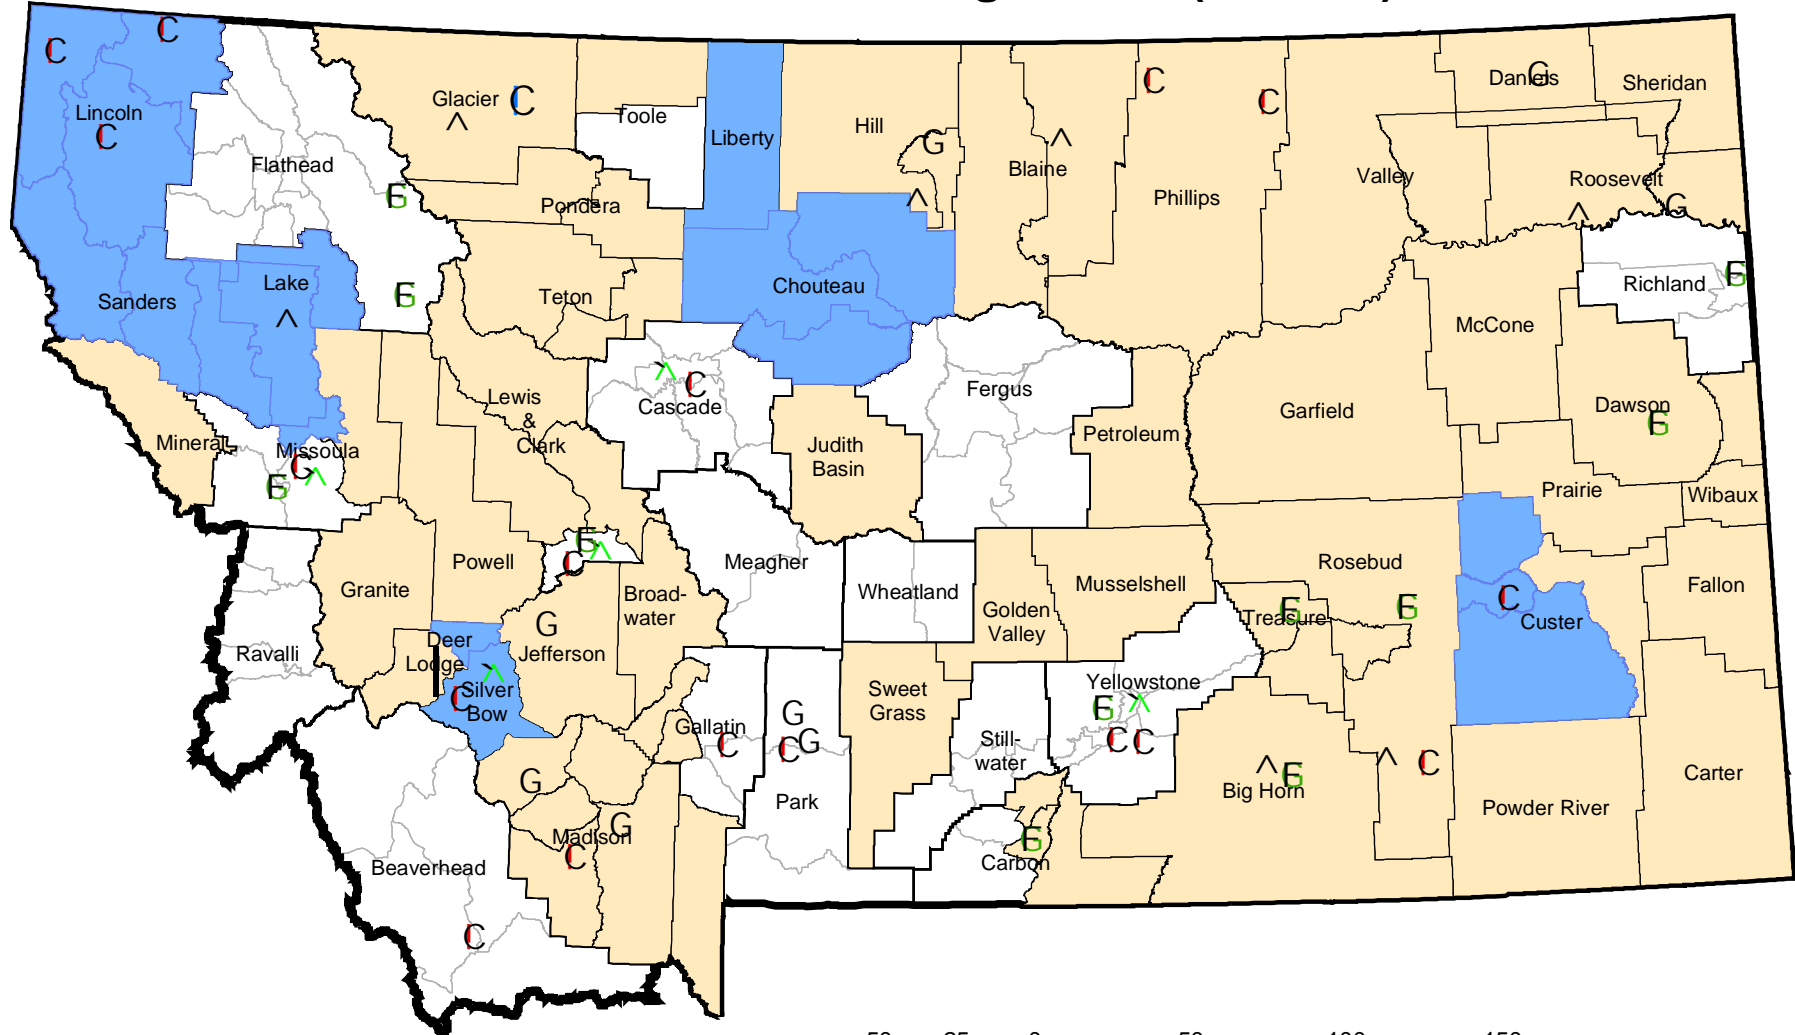 Lincoln
Flathead
Glacier
Toole
Liberty
Hill
Blaine
Phillips
Valley
Daniels
Sheridan
Roosevelt
Pondera
Teton
Chouteau
Lake
Sanders
Richland
McCone
Dawson
Garfield
Fergus
Petroleum
Cascade
Judith
Basin
Lewis
&
Clark
Mineral
Missoula
Prairie
Wibaux
Powell
Granite
Meagher
Wheatland
Golden
Valley
Musselshell
Rosebud
Treasure
Custer
Fallon
Broad-
water
Jefferson
Deer
Lodge
Silver
Bow
Ravalli
Gallatin
Park
Sweet
Grass
Still-
water
Yellowstone
Big Horn
Powder River
Carter
Carbon
Madison
Beaverhead
C
C
C
C
C
C
G
G
G
C
C
C
C
C
C
C
C
C
C
C
C
G
G
G
G
G
G